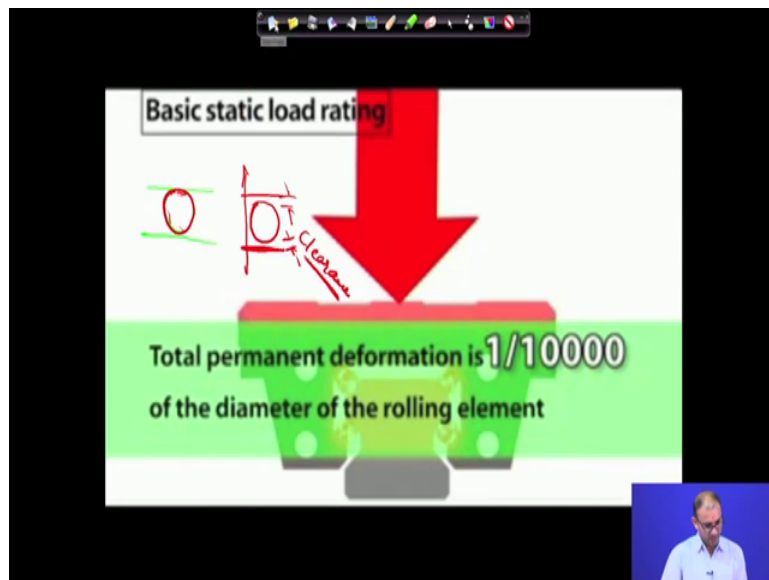 Basic static load rating
Clearance
Total permanent deformation is 1/10000
of the diameter of the rolling element